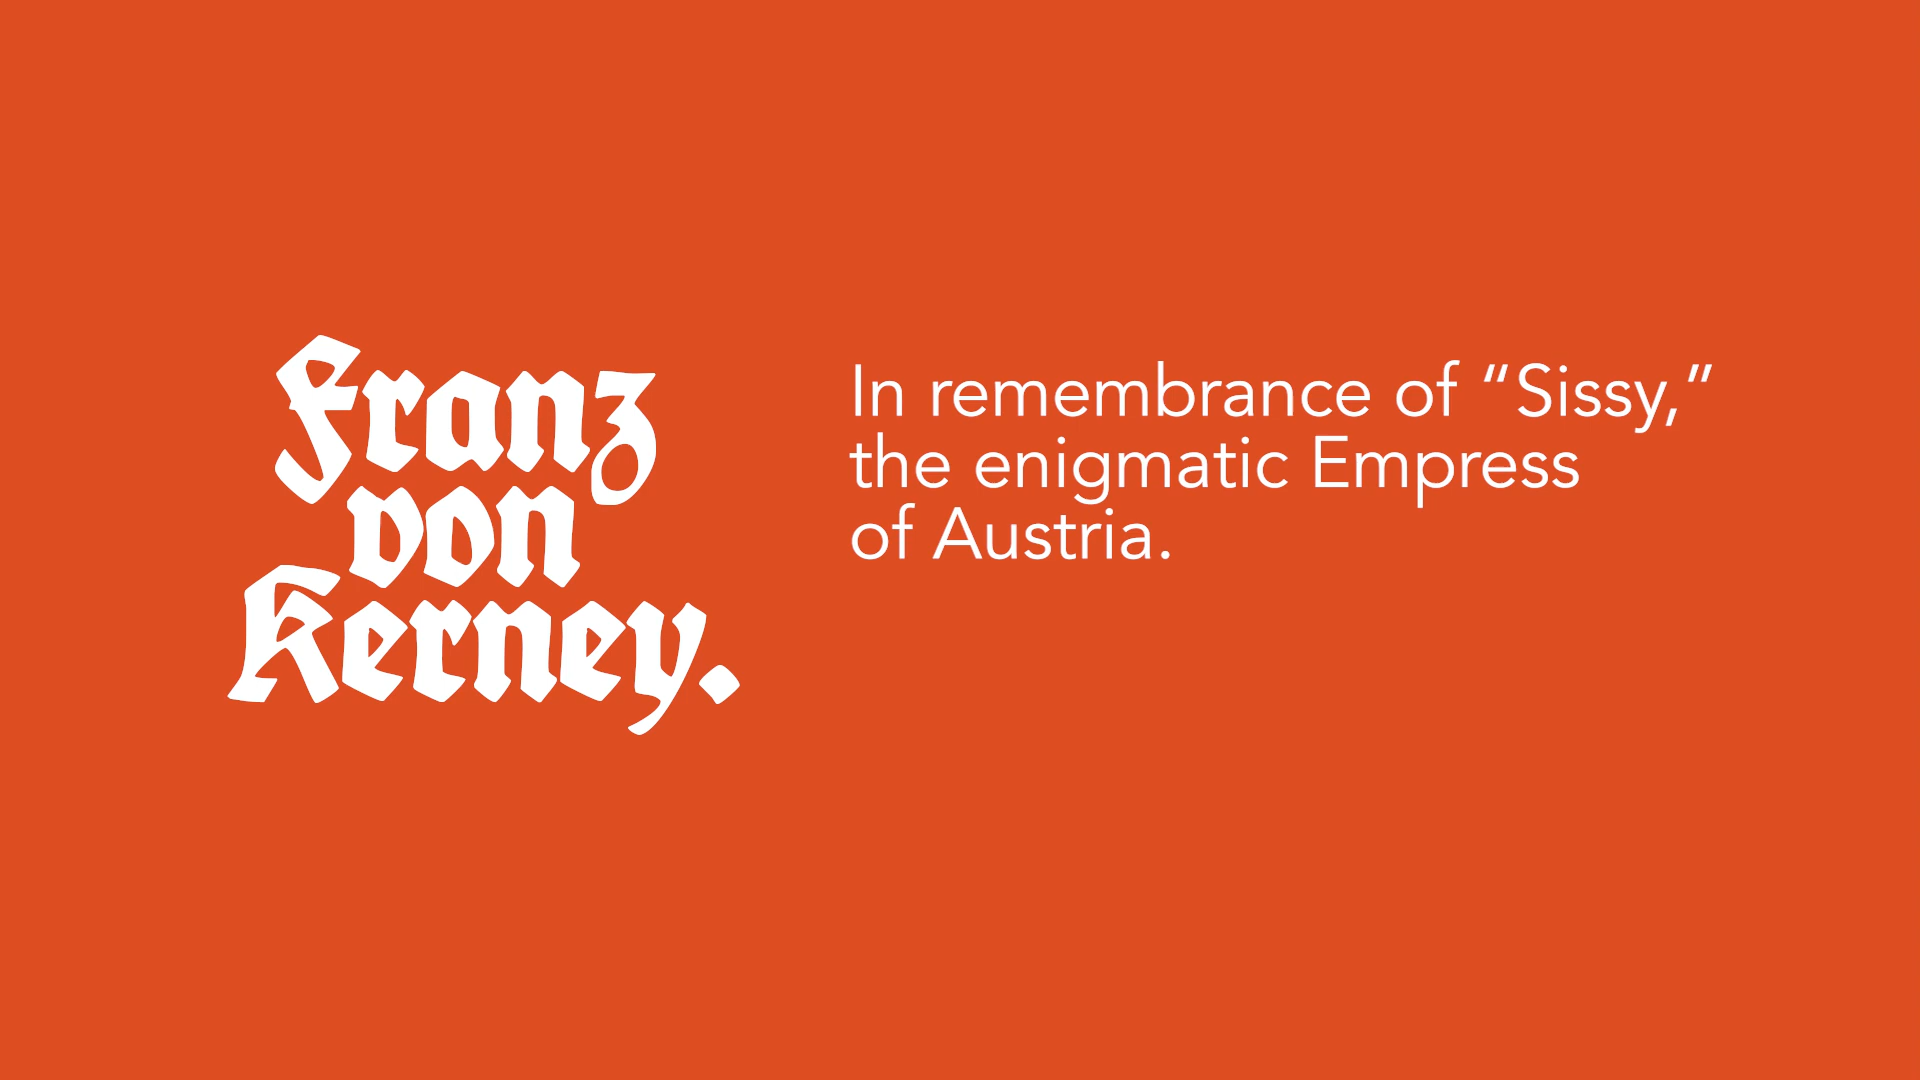 Franz
von
Kerney.
In remembrance of “Sissy,”
the enigmatic Empress
of Austria.